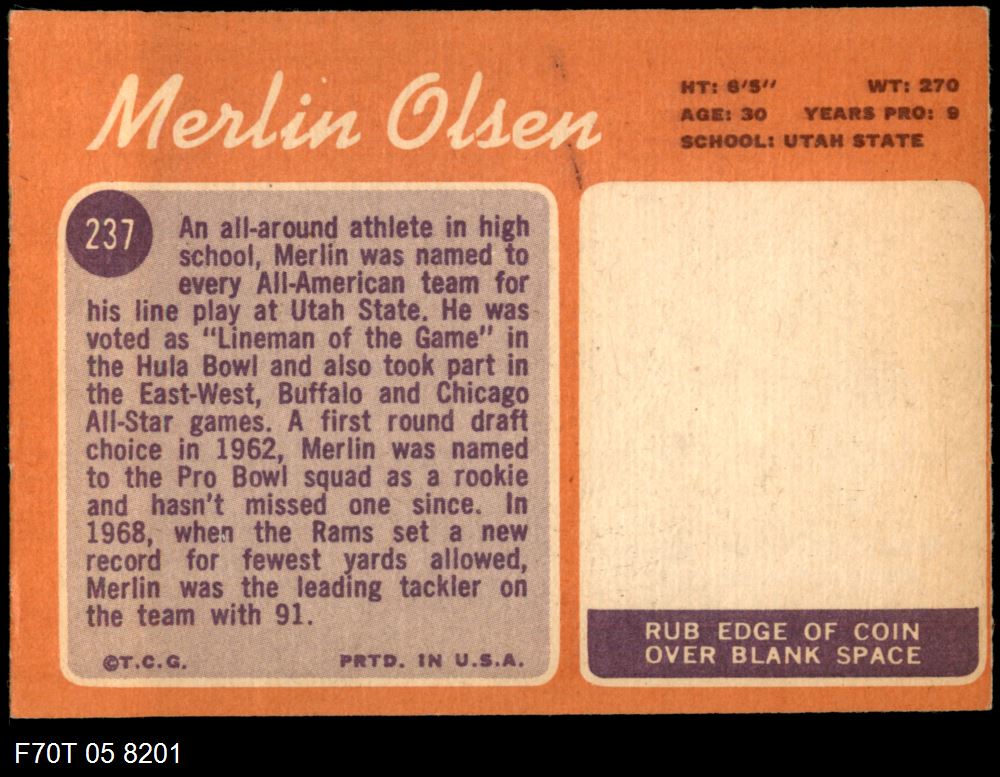 Merlin Olsen
HT: 6'5" WT: 270
AGE: 30 YEARS PRO: 9
SCHOOL: UTAH STATE
237
An all-around athlete in high
school, Merlin was named to
every All-American team for
his line play at Utah State. He was
voted as "Lineman of the Game" in
the Hula Bowl and also took part in
the East-West, Buffalo and Chicago
All-Star games. A first round draft
choice in 1962, Merlin was named
to the Pro Bowl squad as a rookie
and hasn't missed one since. In
1968, when the Rams set a new
record for fewest yards allowed,
Merlin was the leading tackler on
the team with 91.
©T.C.G. PRTD. IN U.S.A.
RUB EDGE OF COIN
OVER BLANK SPACE
F70T 05 8201